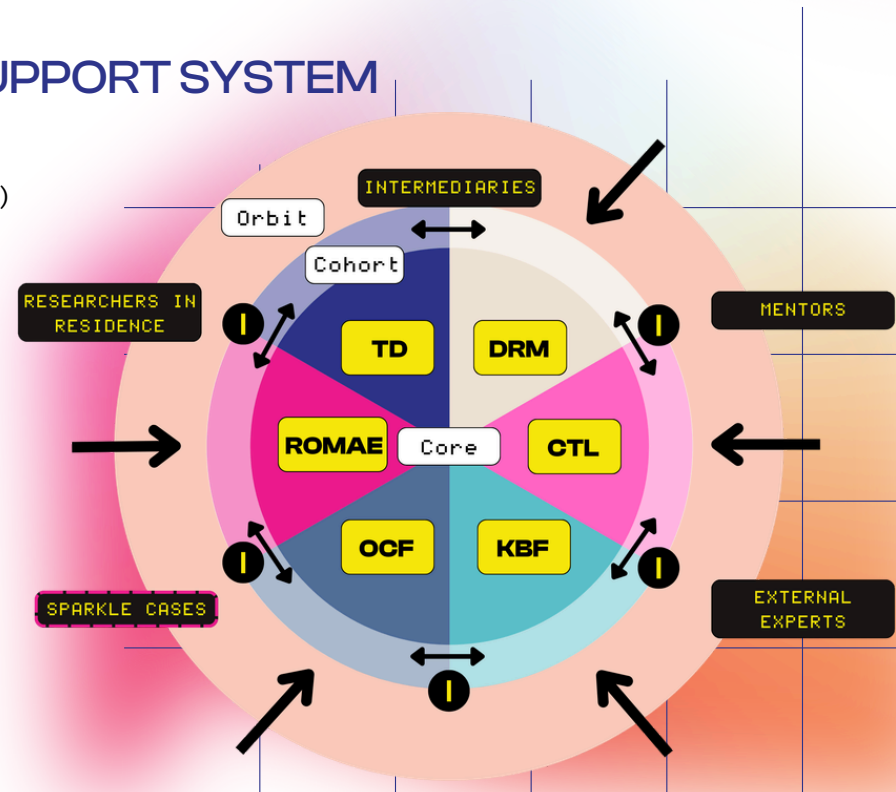 UPPORT SYSTEM
)
INTERMEDIARIES
Orbit
Cohort
RESEARCHERS IN
RESIDENCE
I
I
MENTORS
TD
DRM
ROMAE
Core
CTL
OCF
KBF
I
I
SPARKLE CASES
EXTERNAL
EXPERTS
I